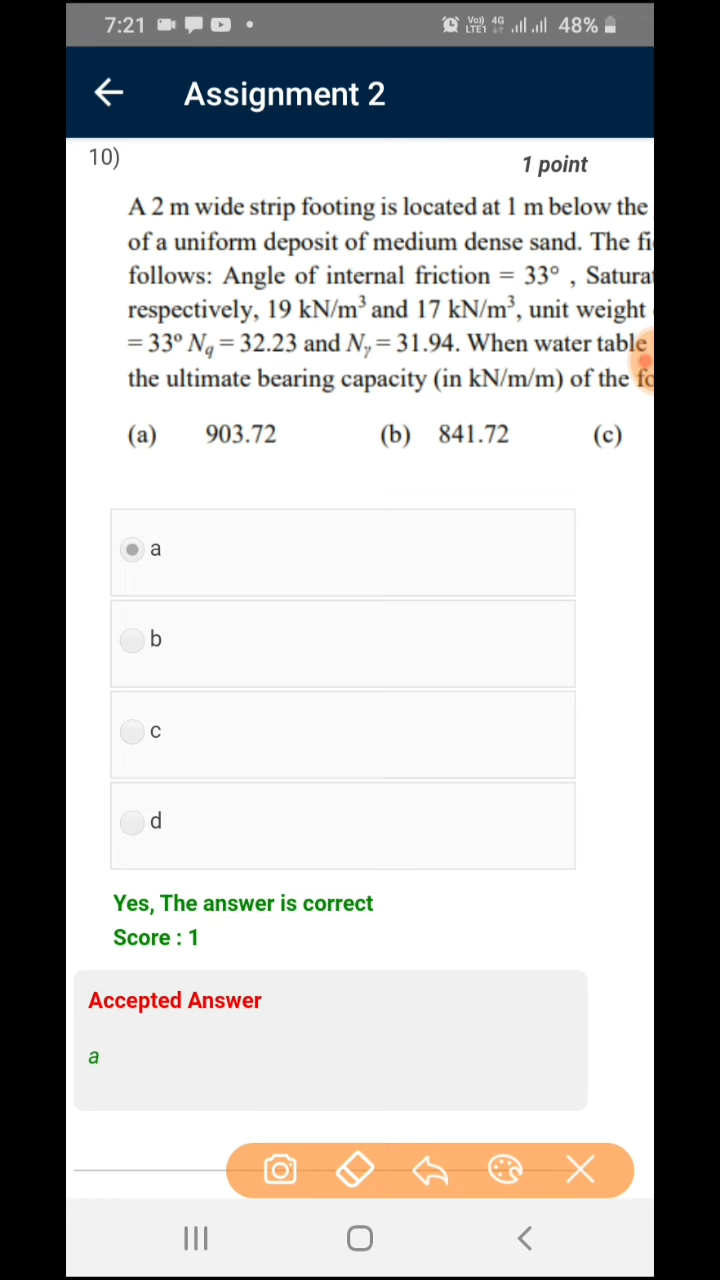 7:21
Vo)) 4G
LTE1
48%
Assignment 2
10)
1 point
A 2 m wide strip footing is located at 1 m below the
of a uniform deposit of medium dense sand. The
follows: Angle of internal friction = 33° ,
respectively, 19 kN/m³ and 17 kN/m³, unit weight
= 33° Nq = 32.23 and Nγ = 31.94. When water table
the ultimate bearing capacity (in kN/m/m) of the
(a) 903.72 (b) 841.72 (c)
a
b
c
d
Yes, The answer is correct
Score : 1
Accepted Answer
a